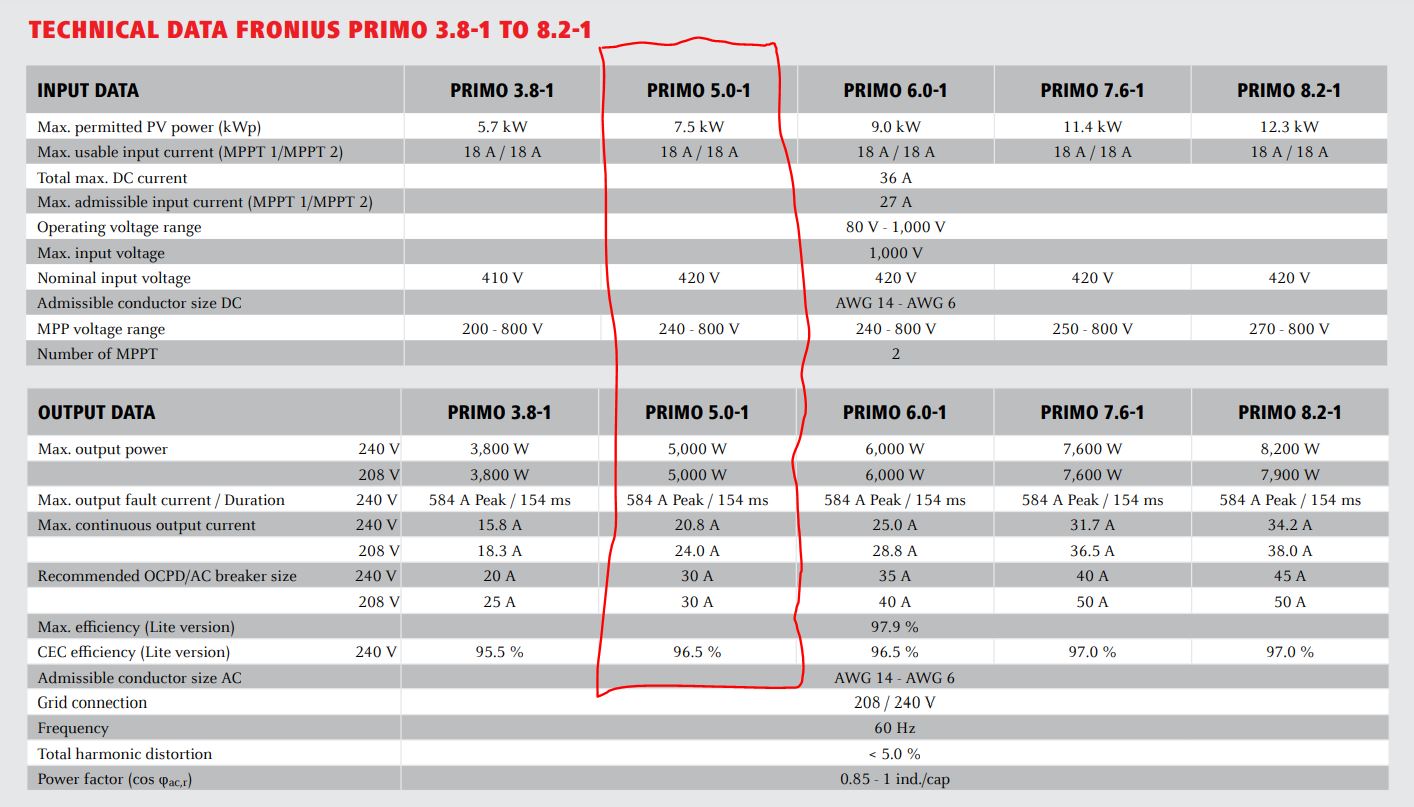 TECHNICAL DATA FRONIUS PRIMO 3.8-1 TO 8.2-1
INPUT DATA PRIMO 3.8-1 PRIMO 5.0-1 PRIMO 6.0-1 PRIMO 7.6-1 PRIMO 8.2-1
Max. permitted PV power (kWp) 5.7 kW 7.5 kW 9.0 kW 11.4 kW 12.3 kW
Max. usable input current (MPPT 1/MPPT 2) 18 A / 18 A 18 A / 18 A 18 A / 18 A 18 A / 18 A 18 A / 18 A
Total max. DC current 36 A
Max. admissible input current (MPPT 1/MPPT 2) 27 A
Operating voltage range 80 V - 1,000 V
Max. input voltage 1,000 V
Nominal input voltage 410 V 420 V 420 V 420 V 420 V
Admissible conductor size DC AWG 14 - AWG 6
MPP voltage range 200 - 800 V 240 - 800 V 240 - 800 V 250 - 800 V 270 - 800 V
Number of MPPT 2
OUTPUT DATA PRIMO 3.8-1 PRIMO 5.0-1 PRIMO 6.0-1 PRIMO 7.6-1 PRIMO 8.2-1
Max. output power 240 V 3,800 W 5,000 W 6,000 W 7,600 W 8,200 W
208 V 3,800 W 5,000 W 6,000 W 7,600 W 7,900 W
Max. output fault current / Duration 240 V 584 A Peak / 154 ms 584 A Peak / 154 ms 584 A Peak / 154 ms 584 A Peak / 154 ms 584 A Peak / 154 ms
Max. continuous output current 240 V 15.8 A 20.8 A 25.0 A 31.7 A 34.2 A
208 V 18.3 A 24.0 A 28.8 A 36.5 A 38.0 A
Recommended OCPD/AC breaker size 240 V 20 A 30 A 35 A 40 A 45 A
208 V 25 A 30 A 40 A 50 A 50 A
Max. efficiency (Lite version) 97.9 %
CEC efficiency (Lite version) 240 V 95.5 % 96.5 % 96.5 % 97.0 % 97.0 %
Admissible conductor size AC AWG 14 - AWG 6
Grid connection 208 / 240 V
Frequency 60 Hz
Total harmonic distortion < 5.0 %
Power factor (cos φac,r) 0.85 - 1 ind./cap